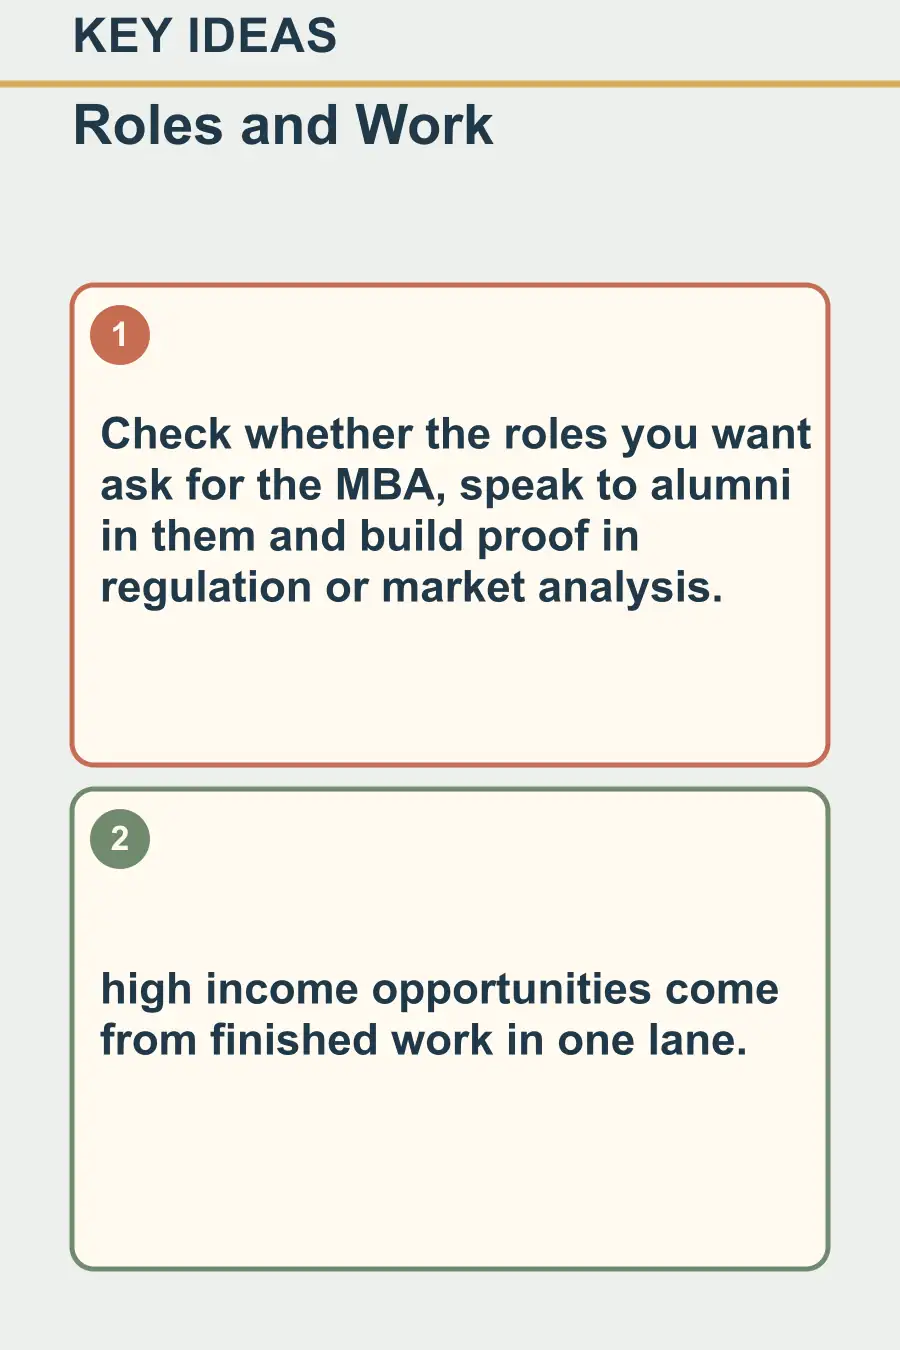 KEY IDEAS
Roles and Work
1
Check whether the roles you want
ask for the MBA, speak to alumni
in them and build proof in
regulation or market analysis.
2
high income opportunities come
from finished work in one lane.